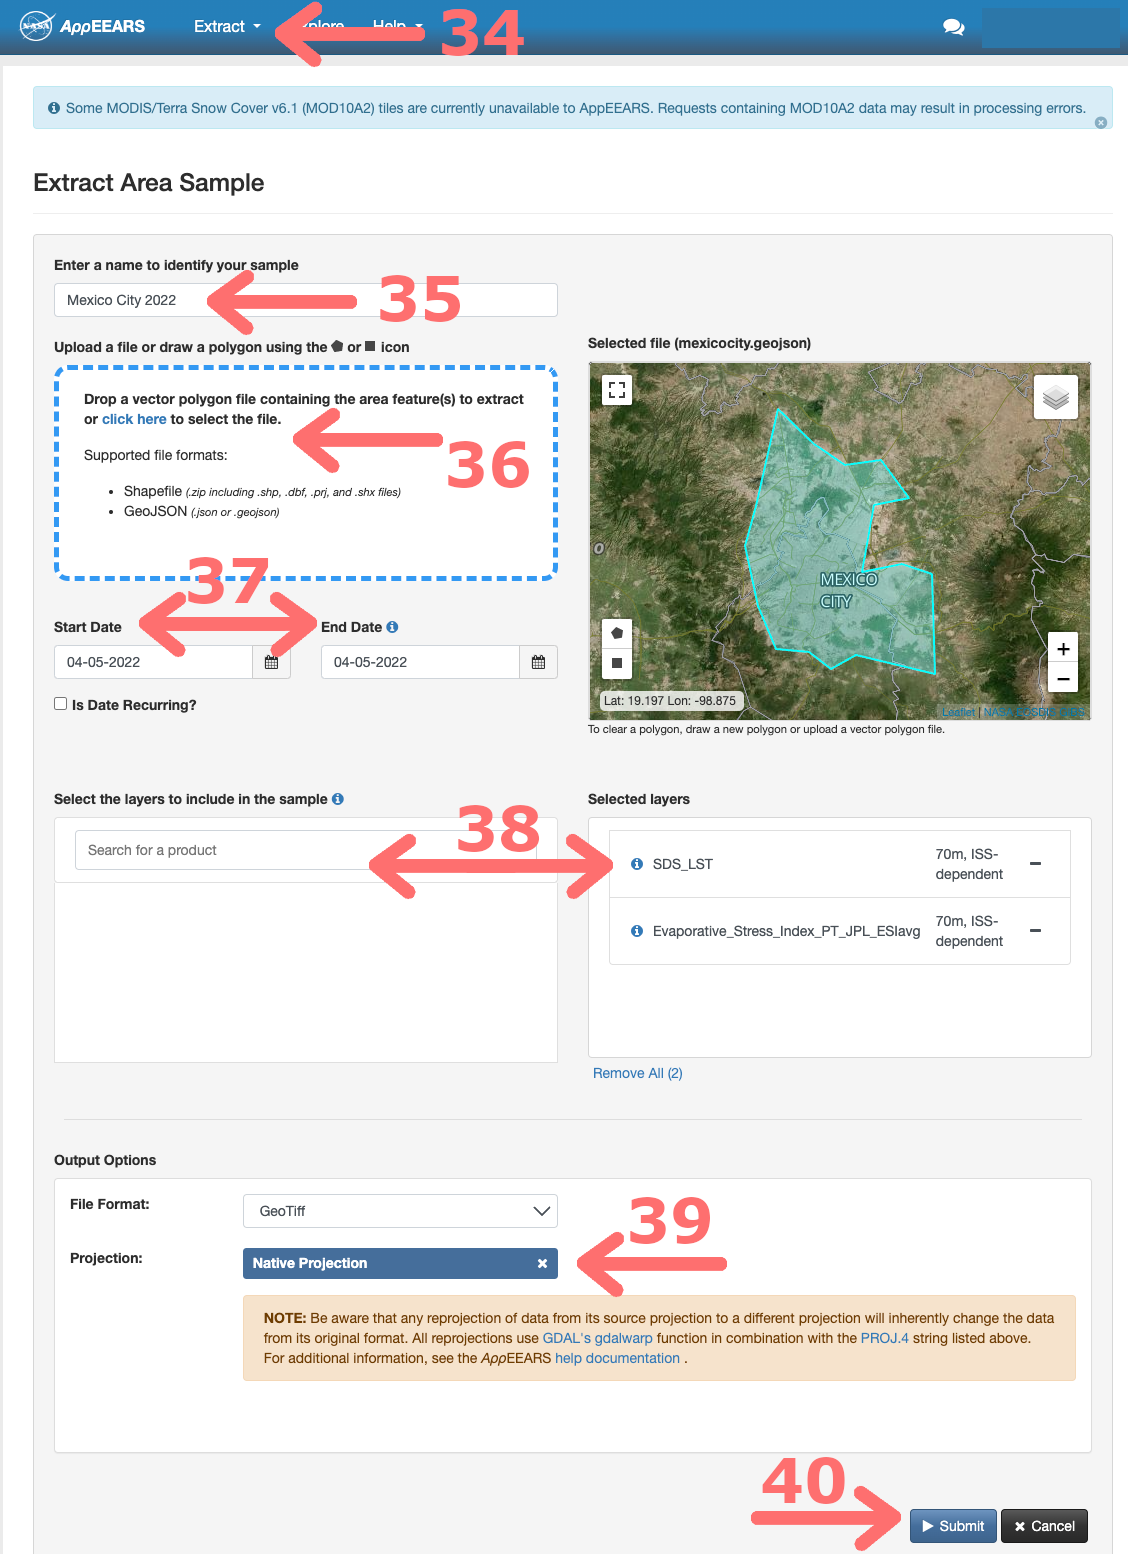 NASA AppEEARS Extract Explore Help 34
Some MODIS/Terra Snow Cover v6.1 (MOD10A2) tiles are currently unavailable to AppEEARS. Requests containing MOD10A2 data may result in processing errors.
Extract Area Sample
Enter a name to identify your sample
Mexico City 2022
35
Upload a file or draw a polygon using the or icon
Drop a vector polygon file containing the area feature(s) to extract
or click here to select the file.
36
Supported file formats:
• Shapefile (.zip including .shp, .dbf, .prj, and .shx files)
• GeoJSON (.json or .geojson)
Selected file (mexicocity.geojson)
MEXICO
CITY
+
−
Lat: 19.197 Lon: -98.875
Leaflet |
To clear a polygon, draw a new polygon or upload a vector polygon file.
37
Start Date
End Date
04-05-2022
04-05-2022
Is Date Recurring?
Select the layers to include in the sample
38
Search for a product
Selected layers
SDS_LST
70m, ISS-
dependent
Evaporative_Stress_Index_PT_JPL_ESIavg
70m, ISS-
dependent
Remove All (2)
Output Options
File Format:
GeoTiff
39
Projection:
Native Projection
NOTE: Be aware that any reprojection of data from its source projection to a different projection will inherently change the data
from its original format. All reprojections use GDAL's gdalwarp function in combination with the PROJ.4 string listed above.
For additional information, see the AppEEARS help documentation .
40
Submit
Cancel